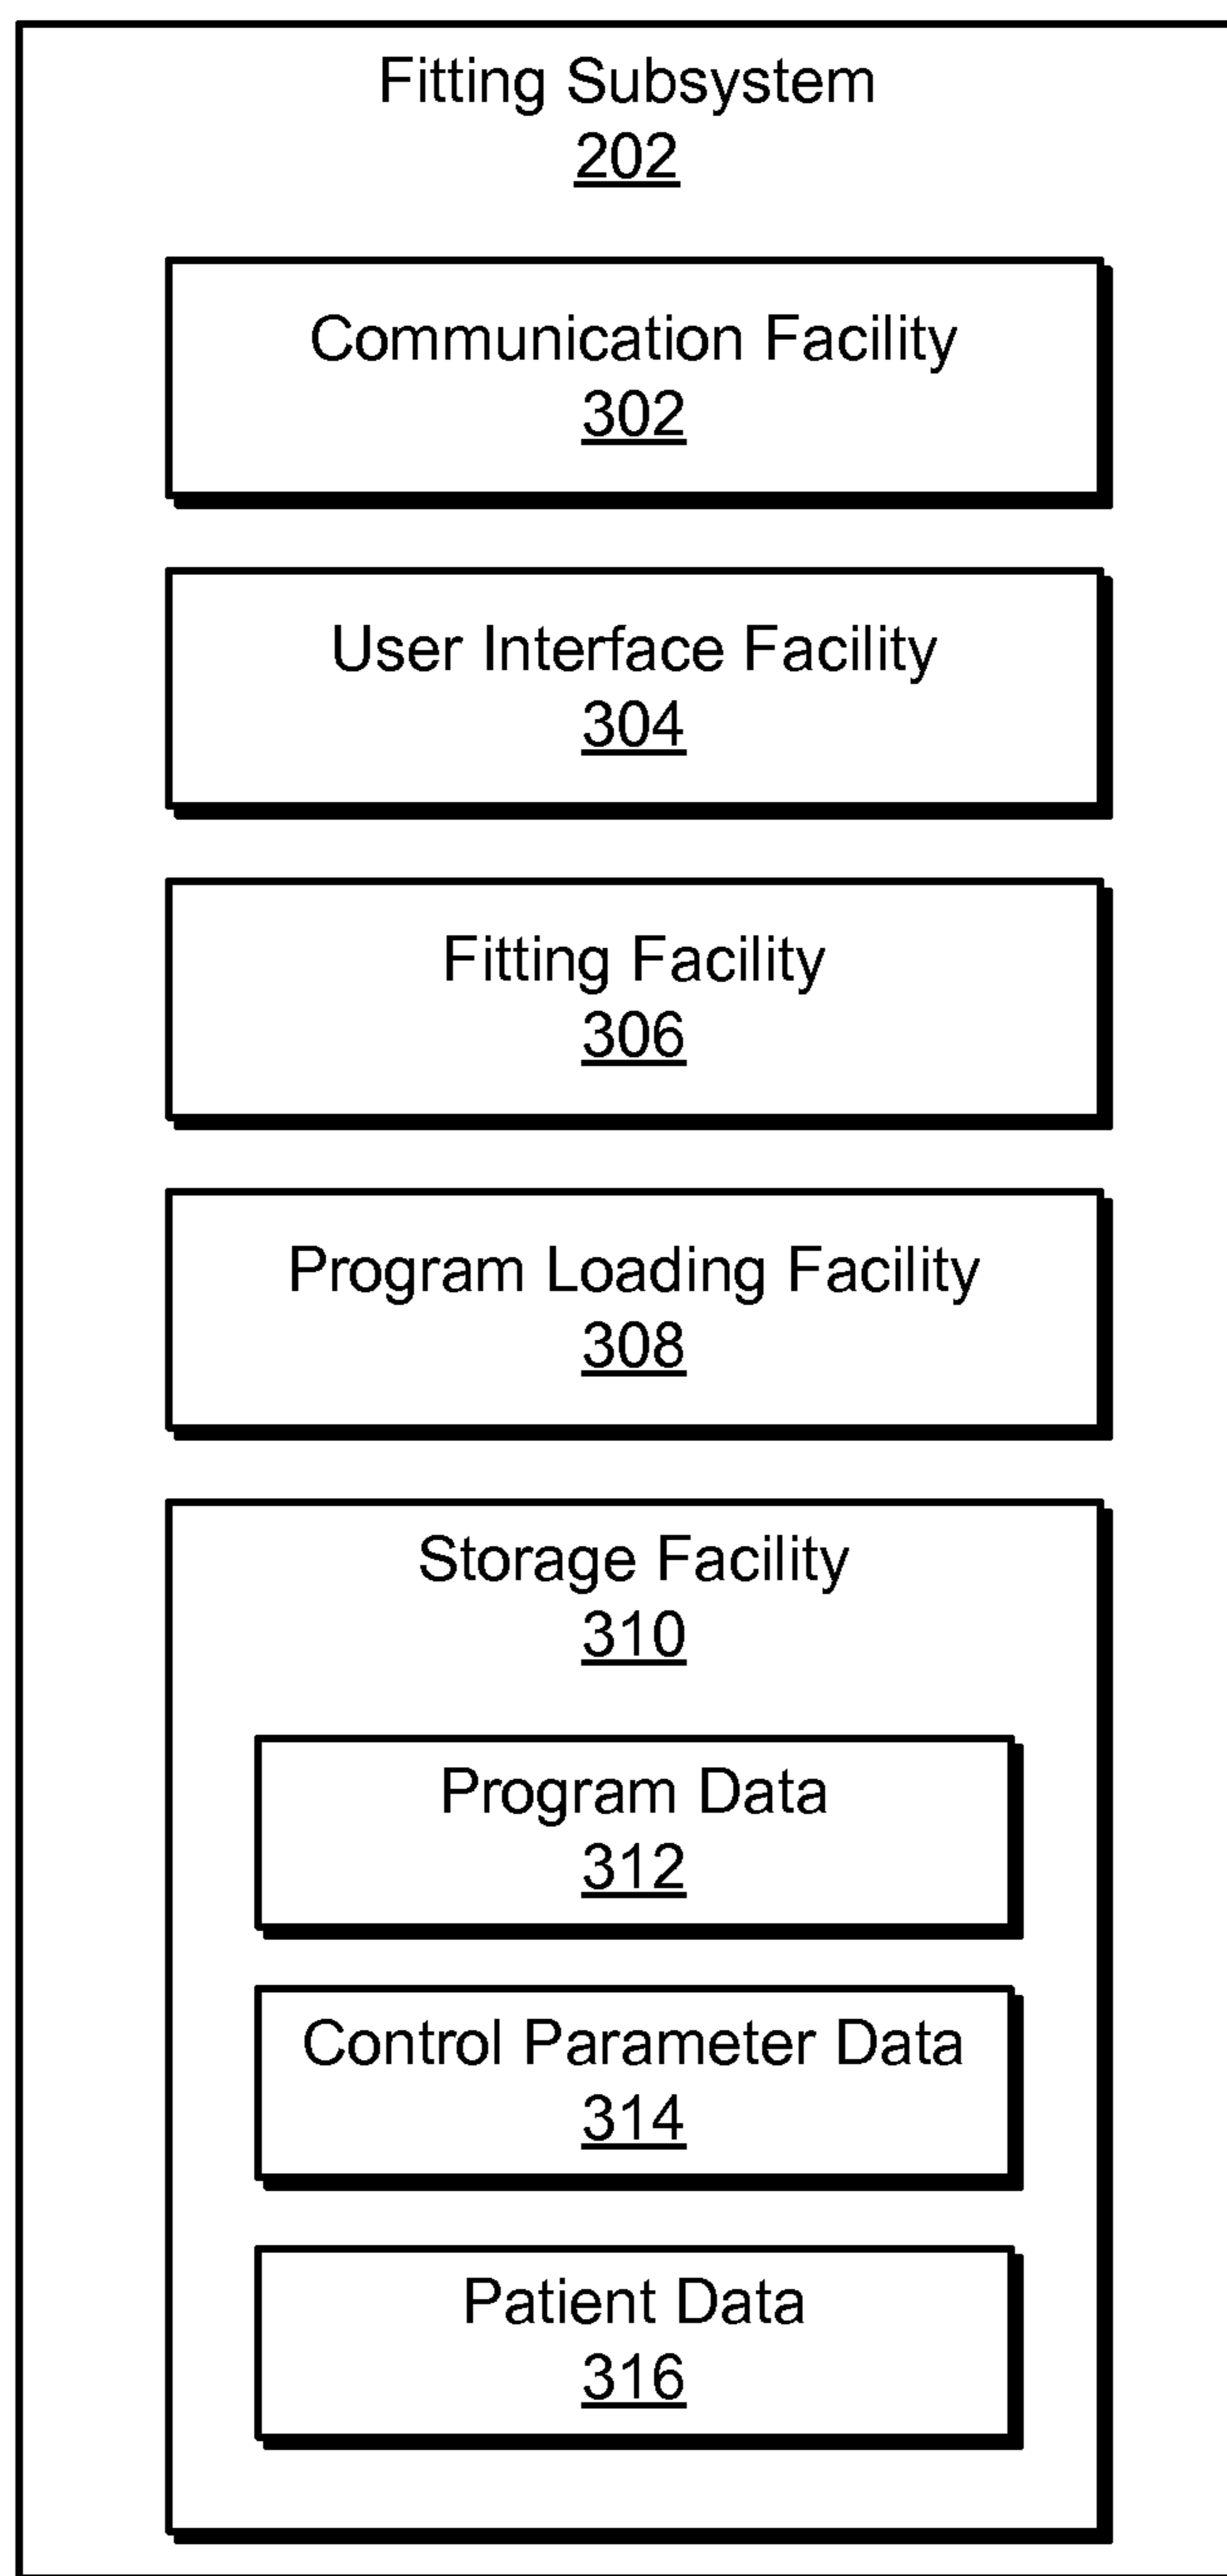 Fitting Subsystem
202
Communication Facility
302
User Interface Facility
304
Fitting Facility
306
Program Loading Facility
308
Storage Facility
310
Program Data
312
Control Parameter Data
314
Patient Data
316